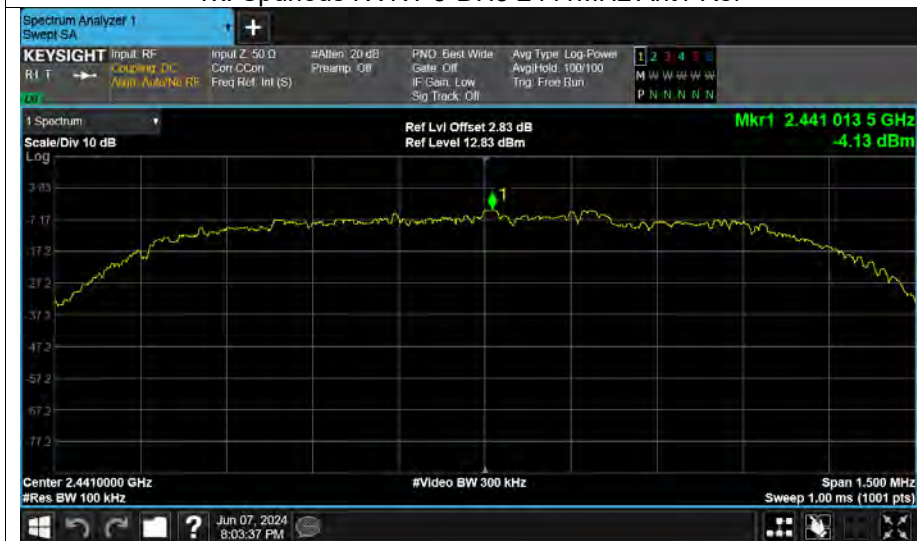 Spectrum Analyzer 1
Swept SA
KEYSIGHT Input: RF Input Z: 50 Ω #Atten: 20 dB PNO: Best Wide Avg Type: Log-Power 1 2 3 4 5 6
R L T Coupling: DC Corr CCorr Preamp: Off Gate: Off Avg|Hold: 100/100 M W W W W W
Align: Auto/No RF Freq Ref: Int (S) IF Gain: Low Trig: Free Run
Sig Track: Off P N N N N N
1 Spectrum Ref Lvl Offset 2.83 dB Mkr1 2.441 013 5 GHz
Scale/Div 10 dB Ref Level 12.83 dBm -4.13 dBm
Log
2.83
1
-7.17
-17.2
-27.2
-37.2
-47.2
-57.2
-67.2
-77.2
Center 2.4410000 GHz #Video BW 300 kHz Span 1.500 MHz
#Res BW 100 kHz Sweep 1.00 ms (1001 pts)
? Jun 07, 2024
8:03:37 PM